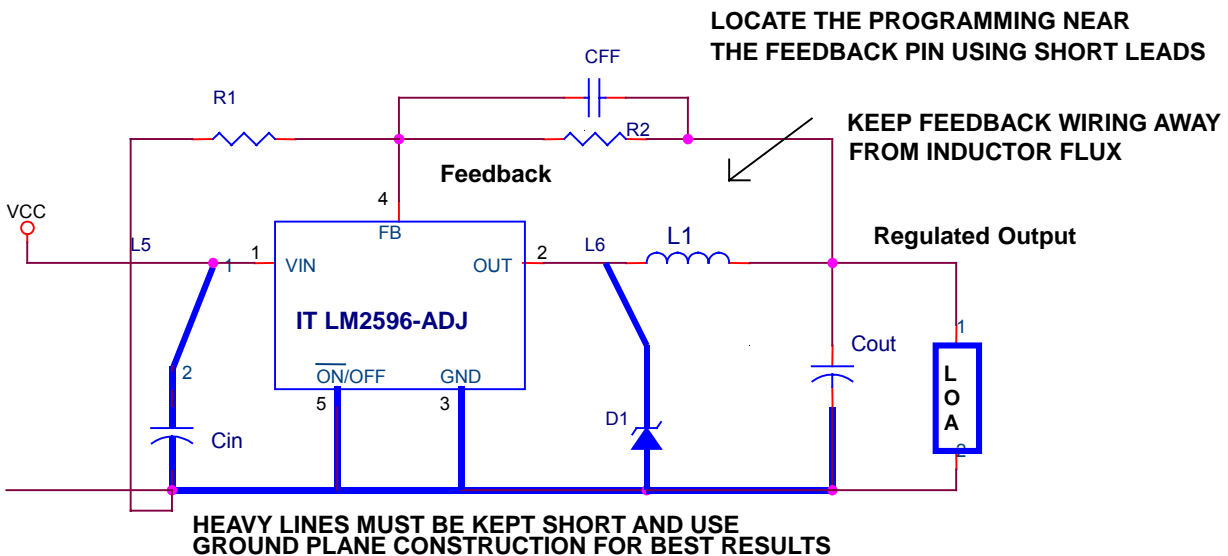 LOCATE THE PROGRAMMING NEAR
THE FEEDBACK PIN USING SHORT LEADS
CFF
R1
R2
KEEP FEEDBACK WIRING AWAY
FROM INDUCTOR FLUX
Feedback
4
VCC
FB
L5
1
1
VIN
OUT
2
L6
L1
Regulated Output
IT LM2596-ADJ
2
ON/OFF
GND
5
3
Cin
D1
Cout
1
LOA
2
HEAVY LINES MUST BE KEPT SHORT AND USE
GROUND PLANE CONSTRUCTION FOR BEST RESULTS